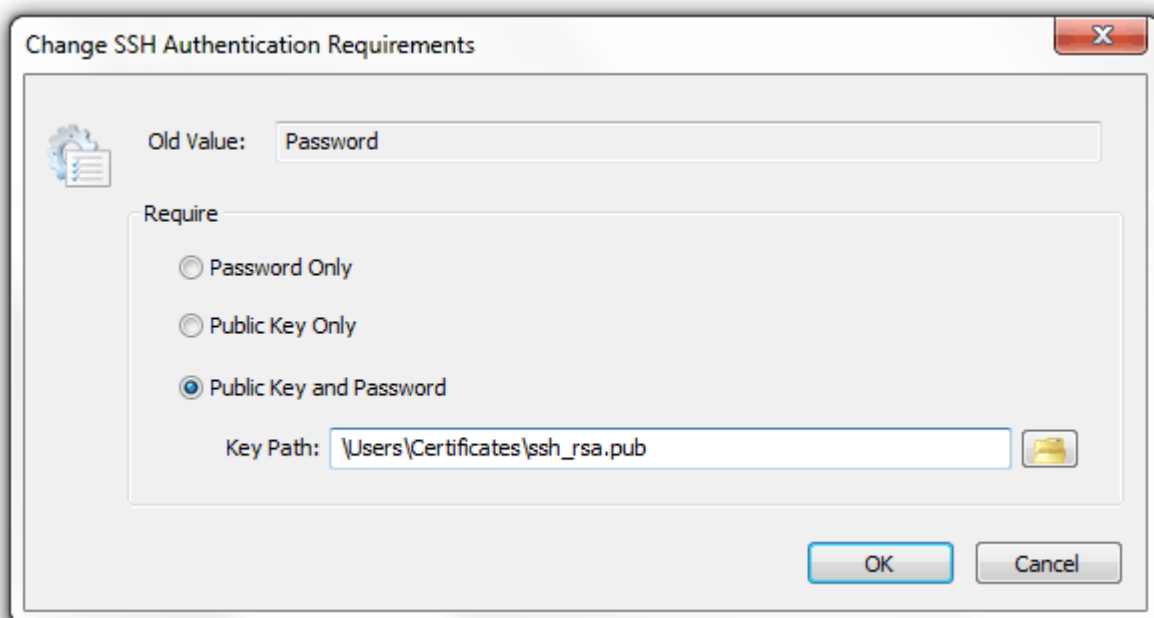 Change SSH Authentication Requirements
Old Value: Password
Require
Password Only
Public Key Only
Public Key and Password
Key Path: \Users\Certificates\ssh_rsa.pub
OK Cancel